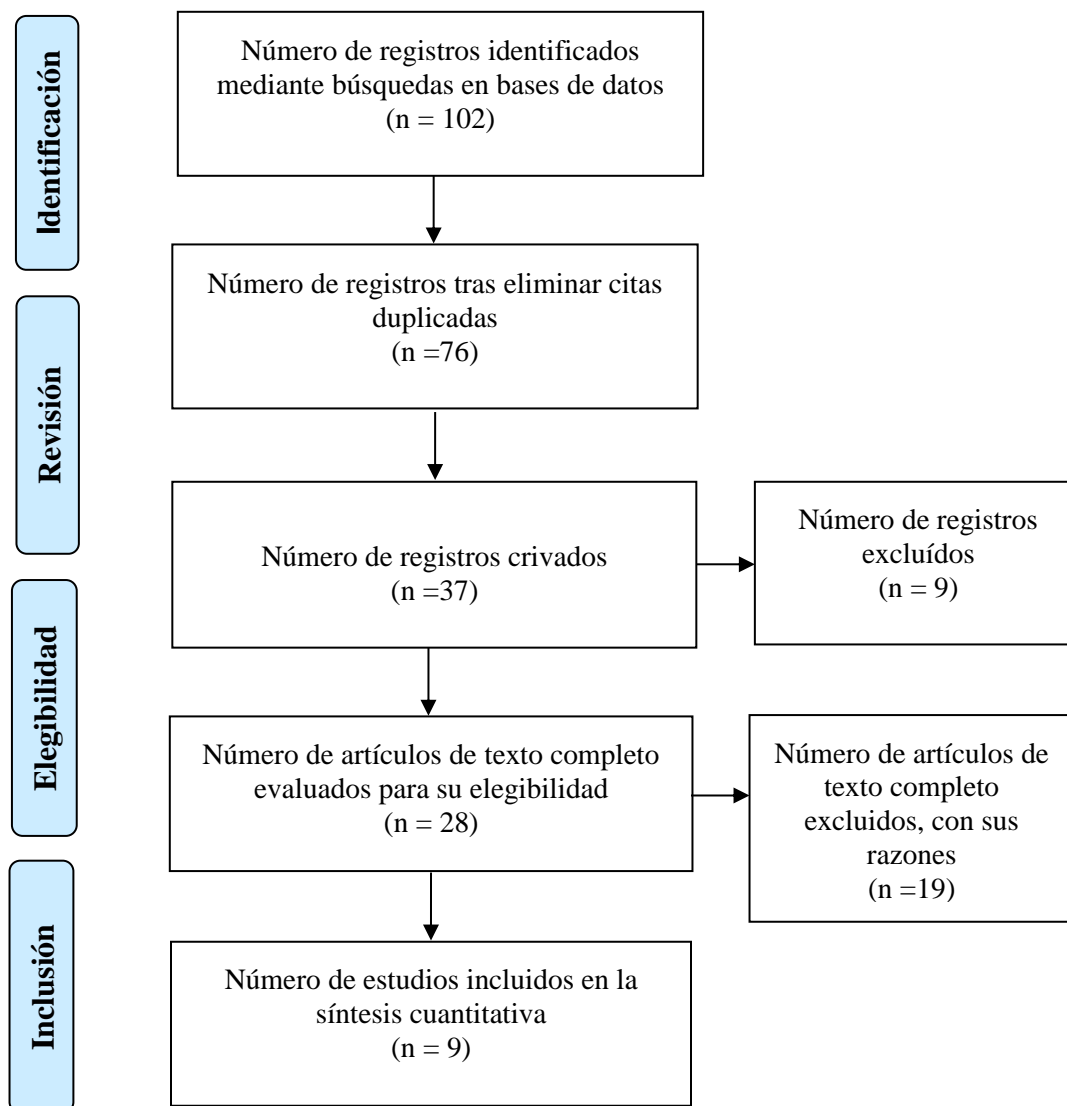 Identificación
Número de registros identificados
mediante búsquedas en bases de datos
(n = 102)
Número de registros tras eliminar citas
duplicadas
(n =76)
Revisión
Número de registros crivados
(n =37)
Número de registros
excluídos
(n = 9)
Elegibilidad
Número de artículos de texto completo
evaluados para su elegibilidad
(n = 28)
Número de artículos de
texto completo
excluidos, con sus
razones
(n =19)
Inclusión
Número de estudios incluidos en la
síntesis cuantitativa
(n = 9)